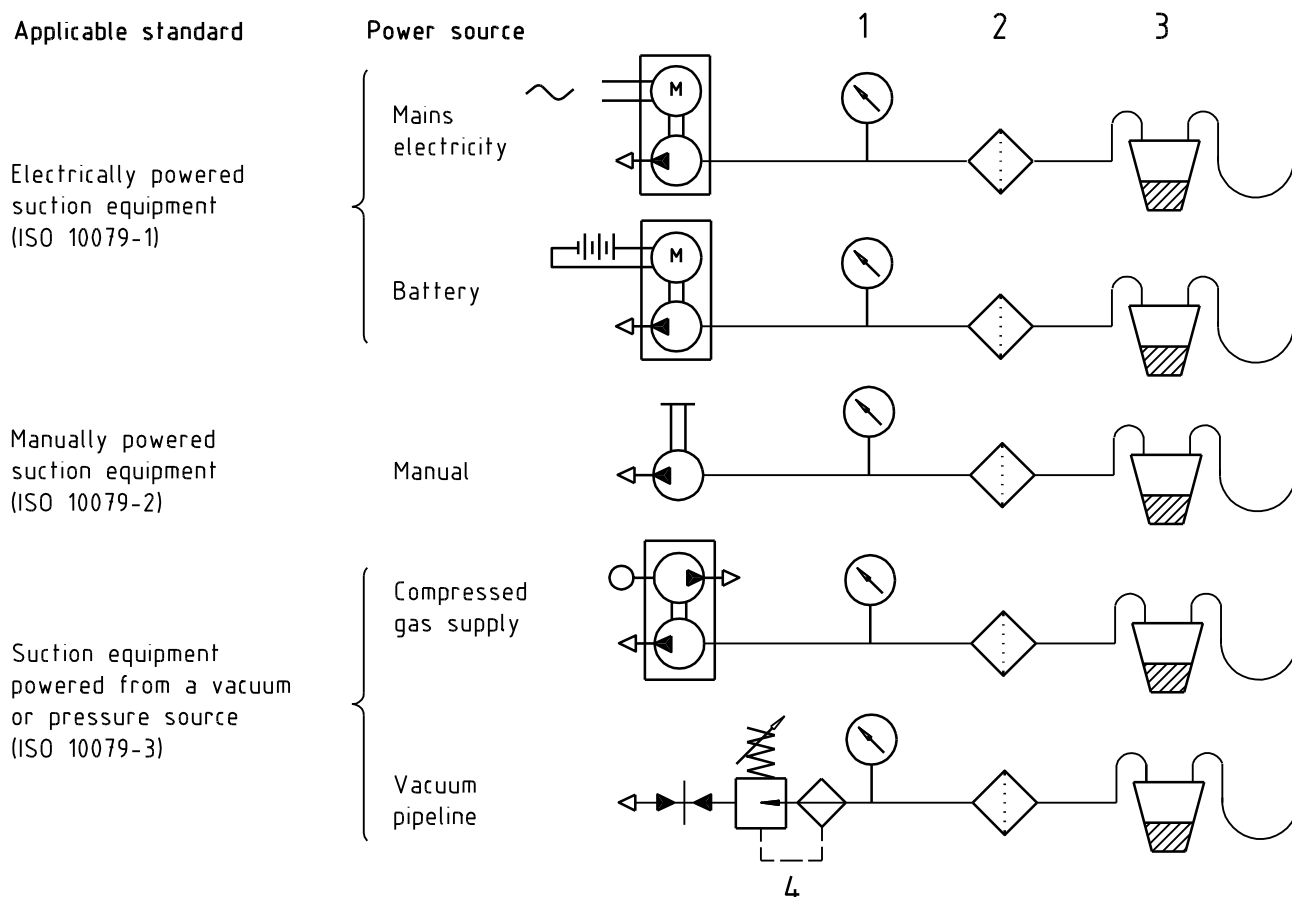 Applicable standard
Power source
1
2
3
Mains
electricity
M
Electrically powered
suction equipment
(ISO 10079-1)
Battery
M
Manually powered
suction equipment
(ISO 10079-2)
Manual
Compressed
gas supply
Suction equipment
powered from a vacuum
or pressure source
(ISO 10079-3)
Vacuum
pipeline
4